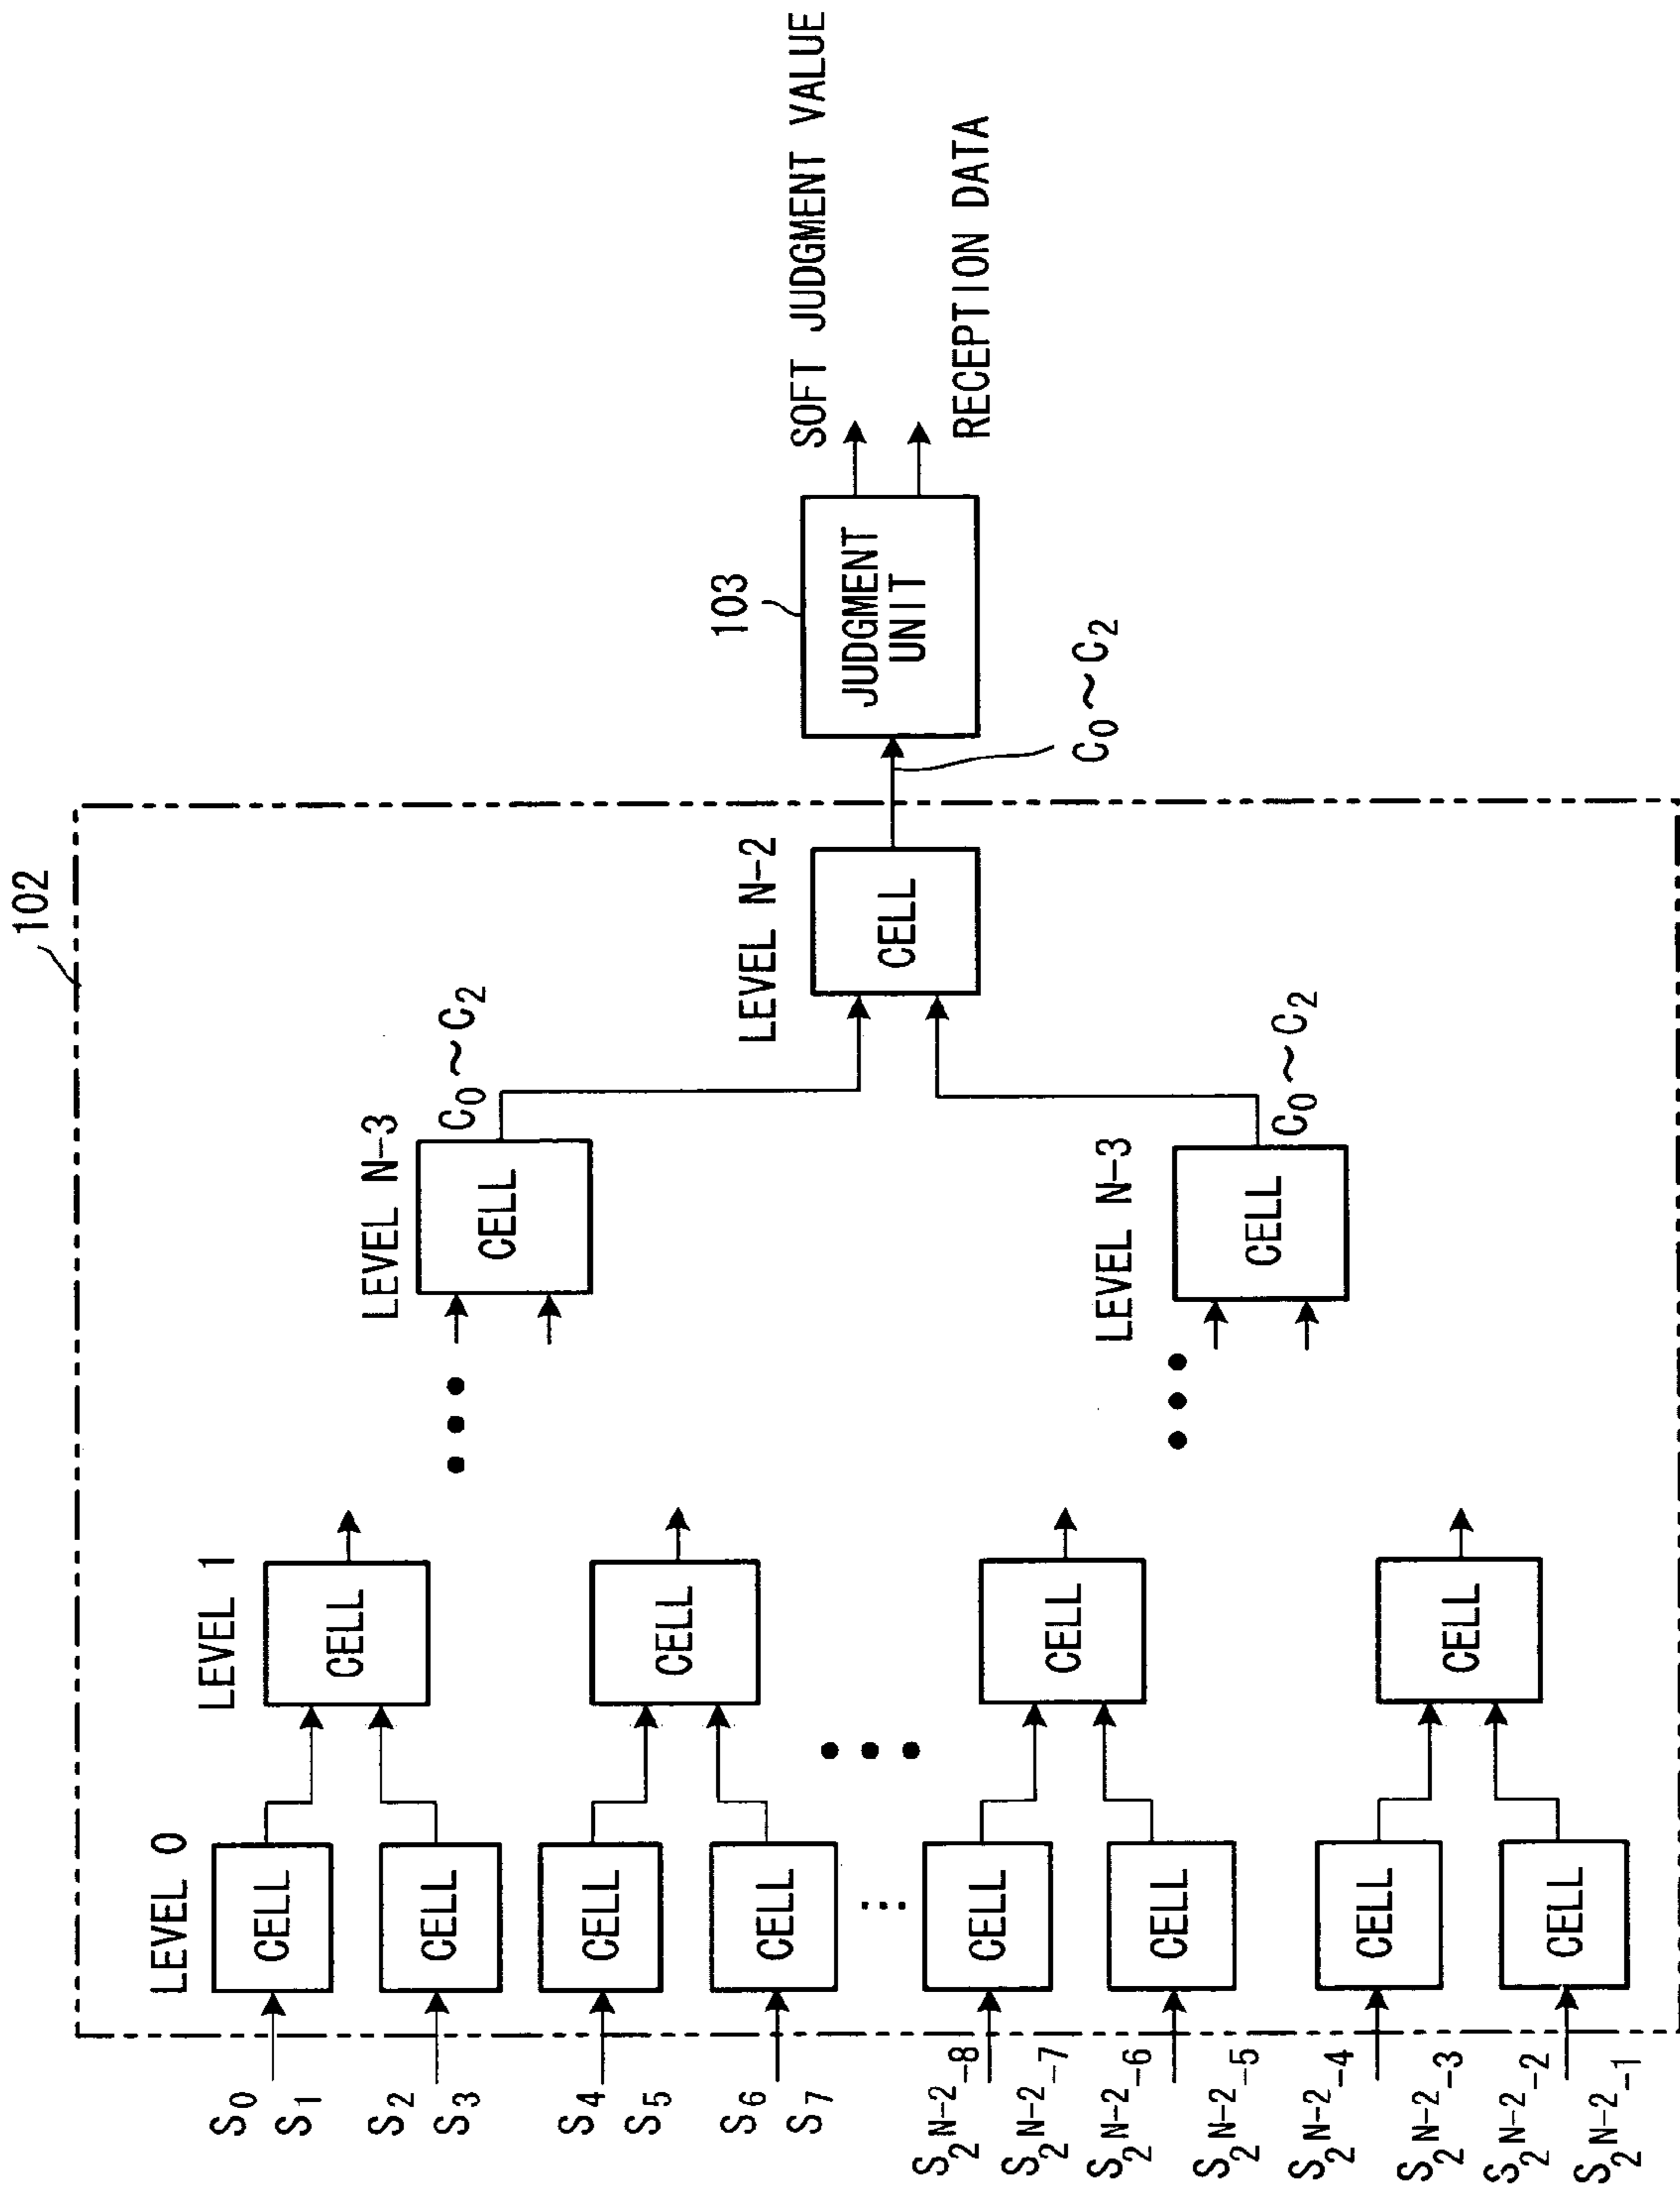 102
LEVEL 0
LEVEL 1
LEVEL N-3
LEVEL N-2
S₀
S₁
CELL
S₂
S₃
CELL
CELL
C₀~C₂
S₄
S₅
CELL
S₆
S₇
CELL
CELL
CELL
CELL
103
JUDGMENT
UNIT
SOFT JUDGMENT VALUE
RECEPTION DATA
C₀~C₂
S₂N-2-8
S₂N-2-7
CELL
S₂N-2-6
S₂N-2-5
CELL
CELL
LEVEL N-3
CELL
C₀~C₂
S₂N-2-4
S₂N-2-3
CELL
S₂N-2-2
S₂N-2-1
CELL
CELL